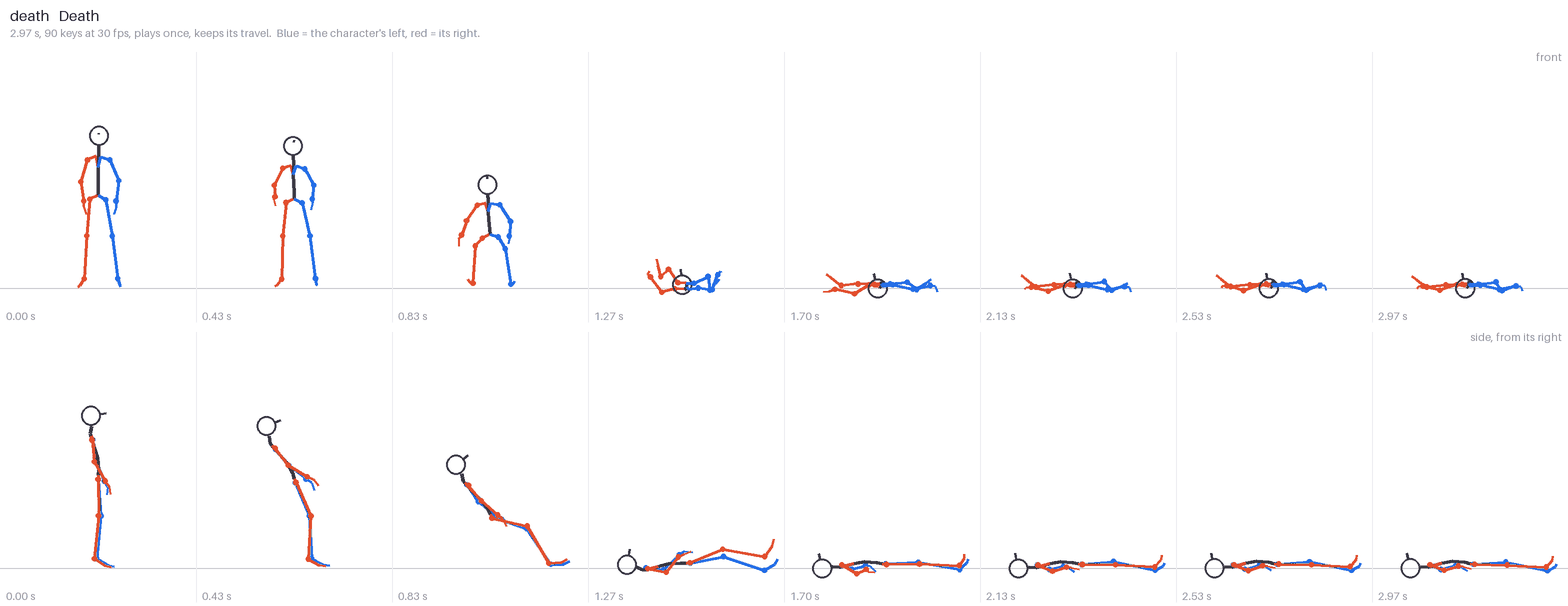 death Death
2.97 s, 90 keys at 30 fps, plays once, keeps its travel. Blue = the character's left, red = its right.
front
0.00 s 0.43 s 0.83 s 1.27 s 1.70 s 2.13 s 2.53 s 2.97 s
side, from its right
0.00 s 0.43 s 0.83 s 1.27 s 1.70 s 2.13 s 2.53 s 2.97 s